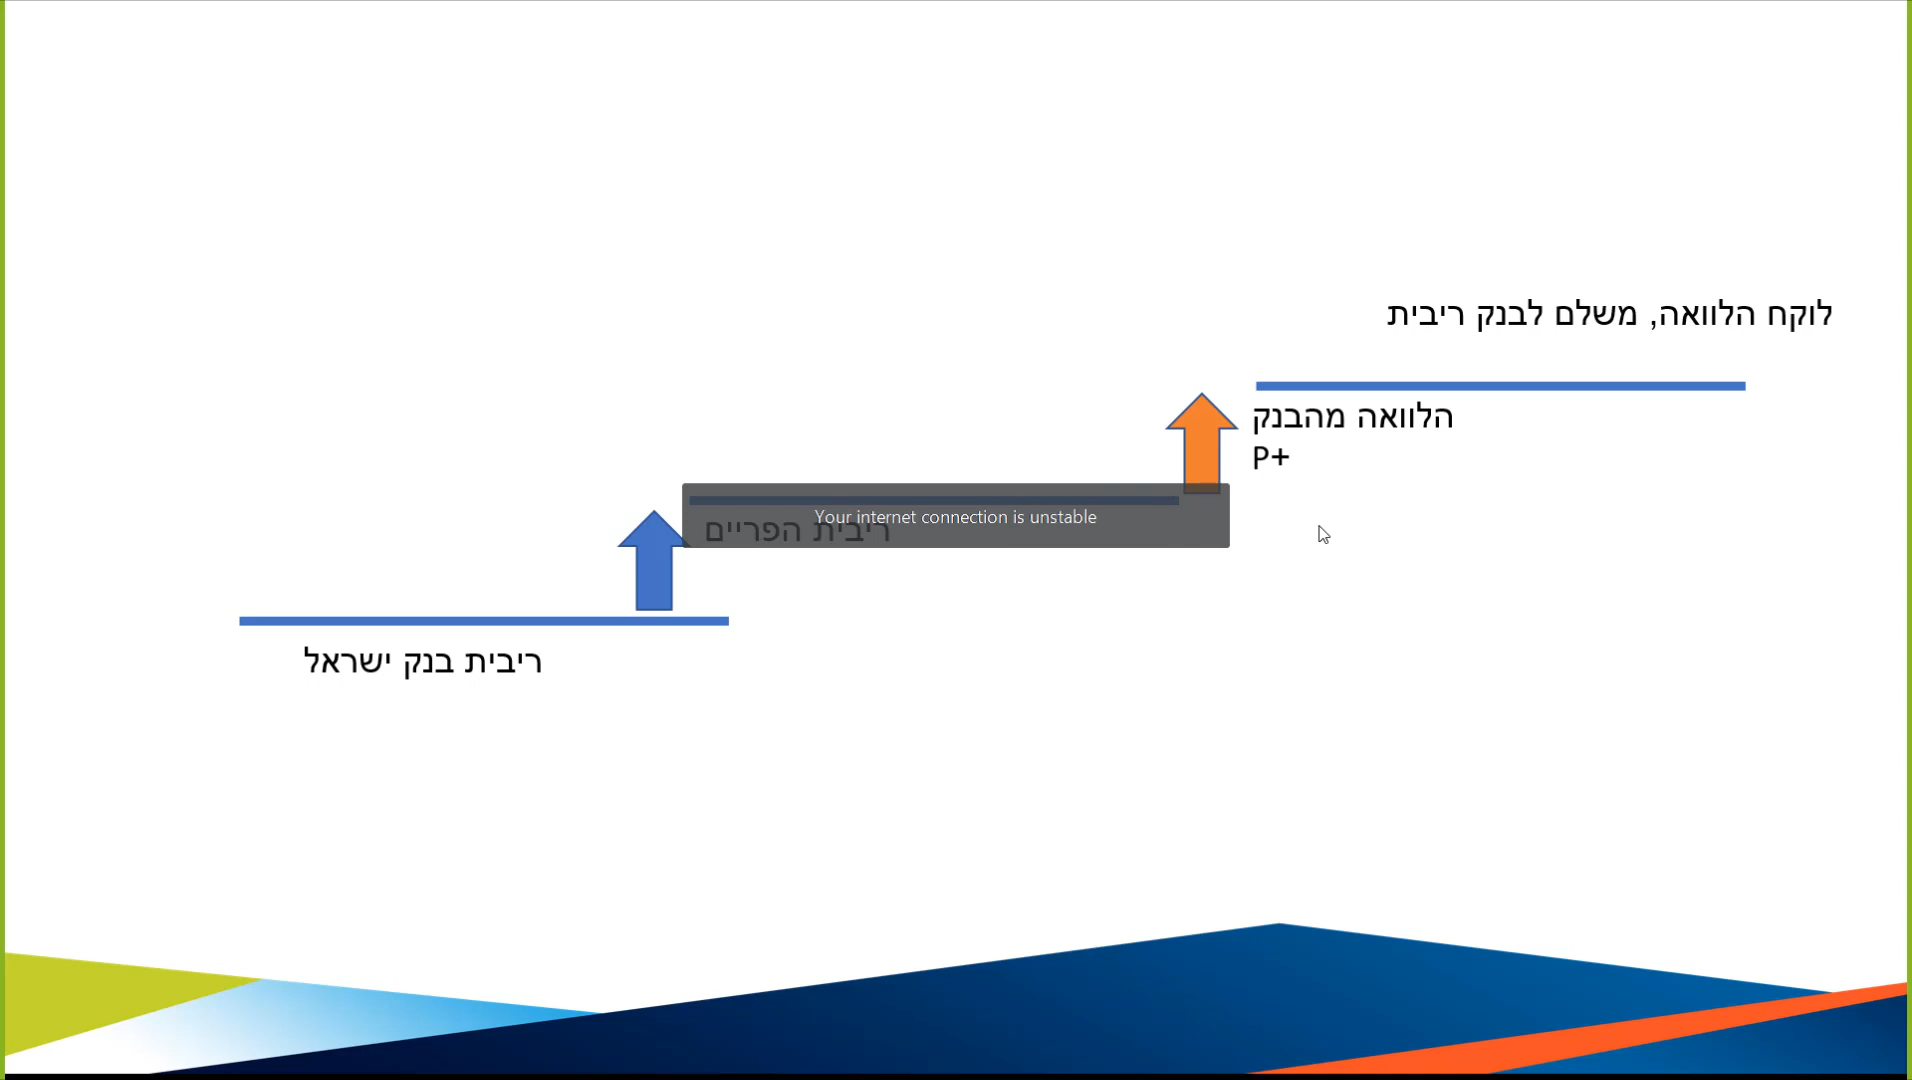 לוקח הלוואה, משלם לבנק ריבית
הלוואה מהבנק
P+
Your internet connection is unstable
ריבית הפריים
ריבית בנק ישראל